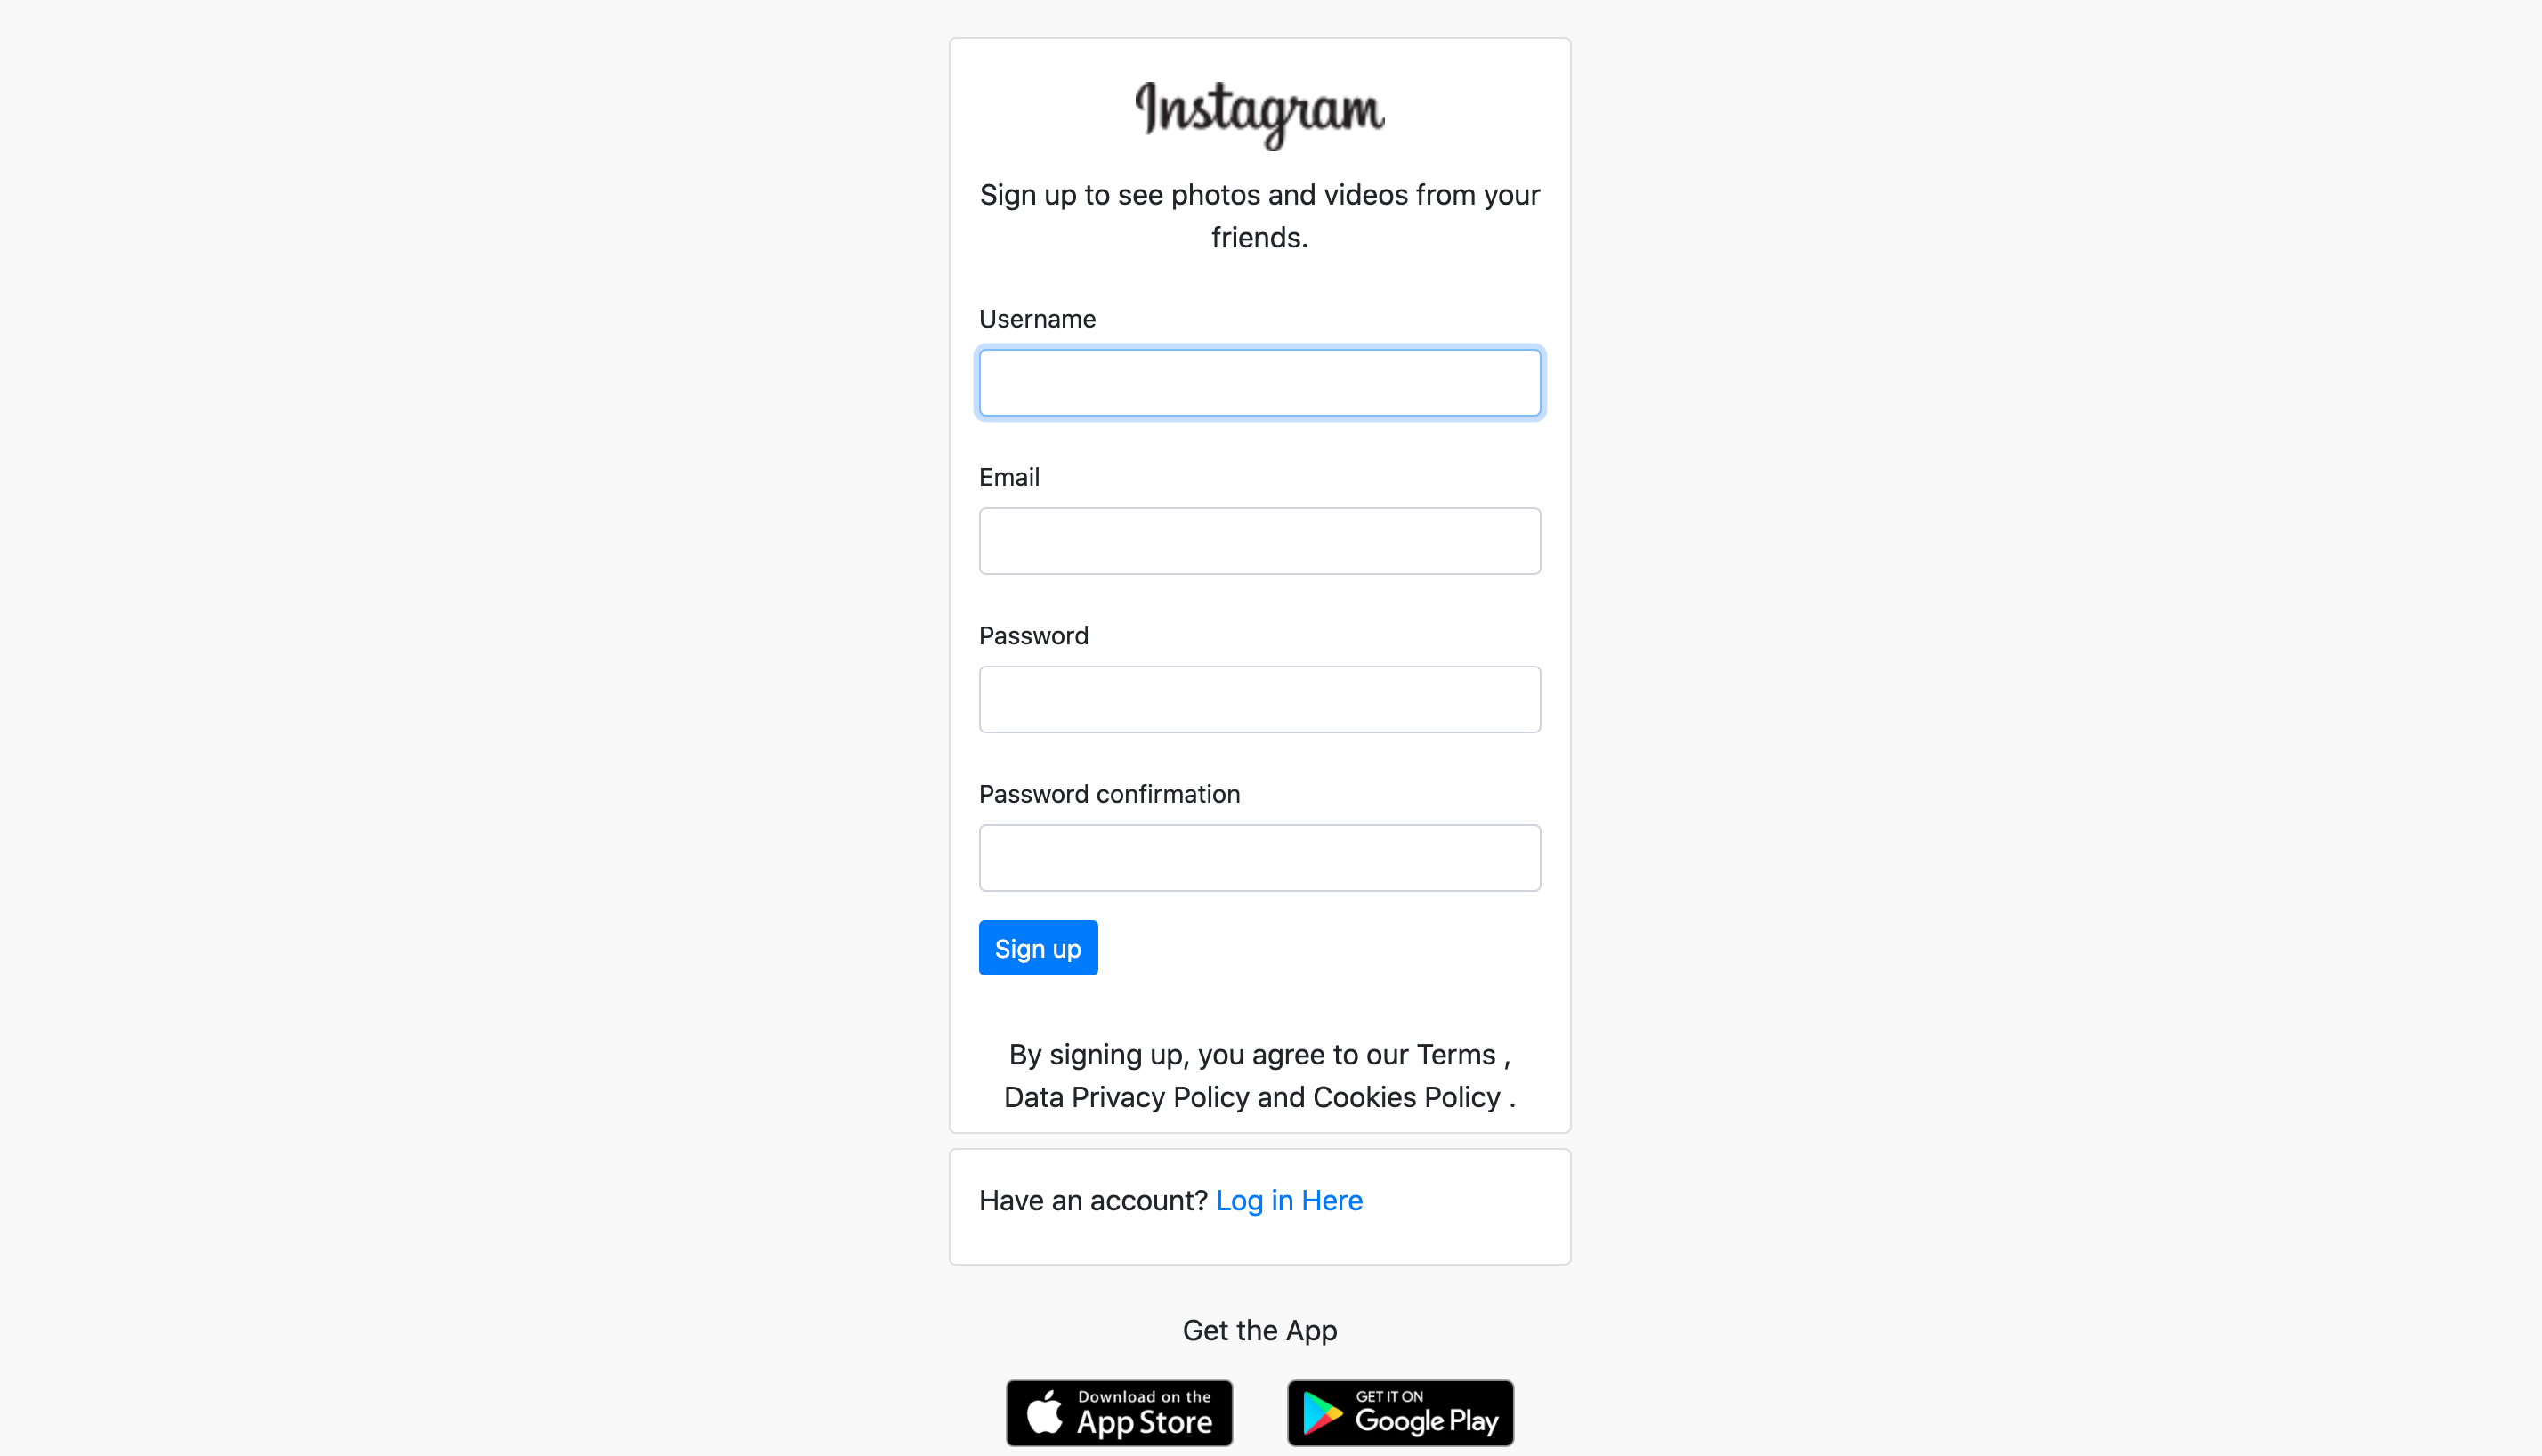 Instagram
Sign up to see photos and videos from your
friends.
Username
Email
Password
Password confirmation
Sign up
By signing up, you agree to our Terms ,
Data Privacy Policy and Cookies Policy .
Have an account? Log in Here
Get the App
Download on the
App Store
GET IT ON
Google Play